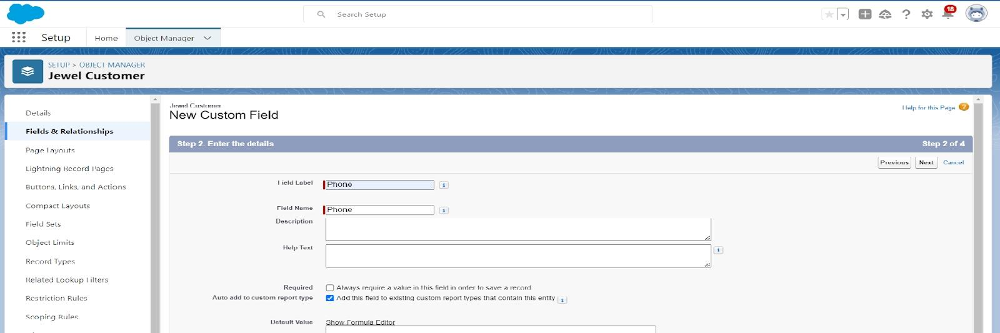 Search Setup
18
Setup
Home
Object Manager
SETUP > OBJECT MANAGER
Jewel Customer
Details
Fields & Relationships
Page Layouts
Lightning Record Pages
Buttons, Links, and Actions
Compact Layouts
Field Sets
Object Limits
Record Types
Related Lookup Filters
Restriction Rules
Scoping Rules
Jewel Customer
New Custom Field
Help for this Page
Step 2. Enter the details
Step 2 of 4
Previous
Next
Cancel
Field Label
Phone
Field Name
Phone
Description
Help Text
Required
Always require a value in this field in order to save a record
Auto add to custom report type
Add this field to existing custom report types that contain this entity
Default Value
Show Formula Editor